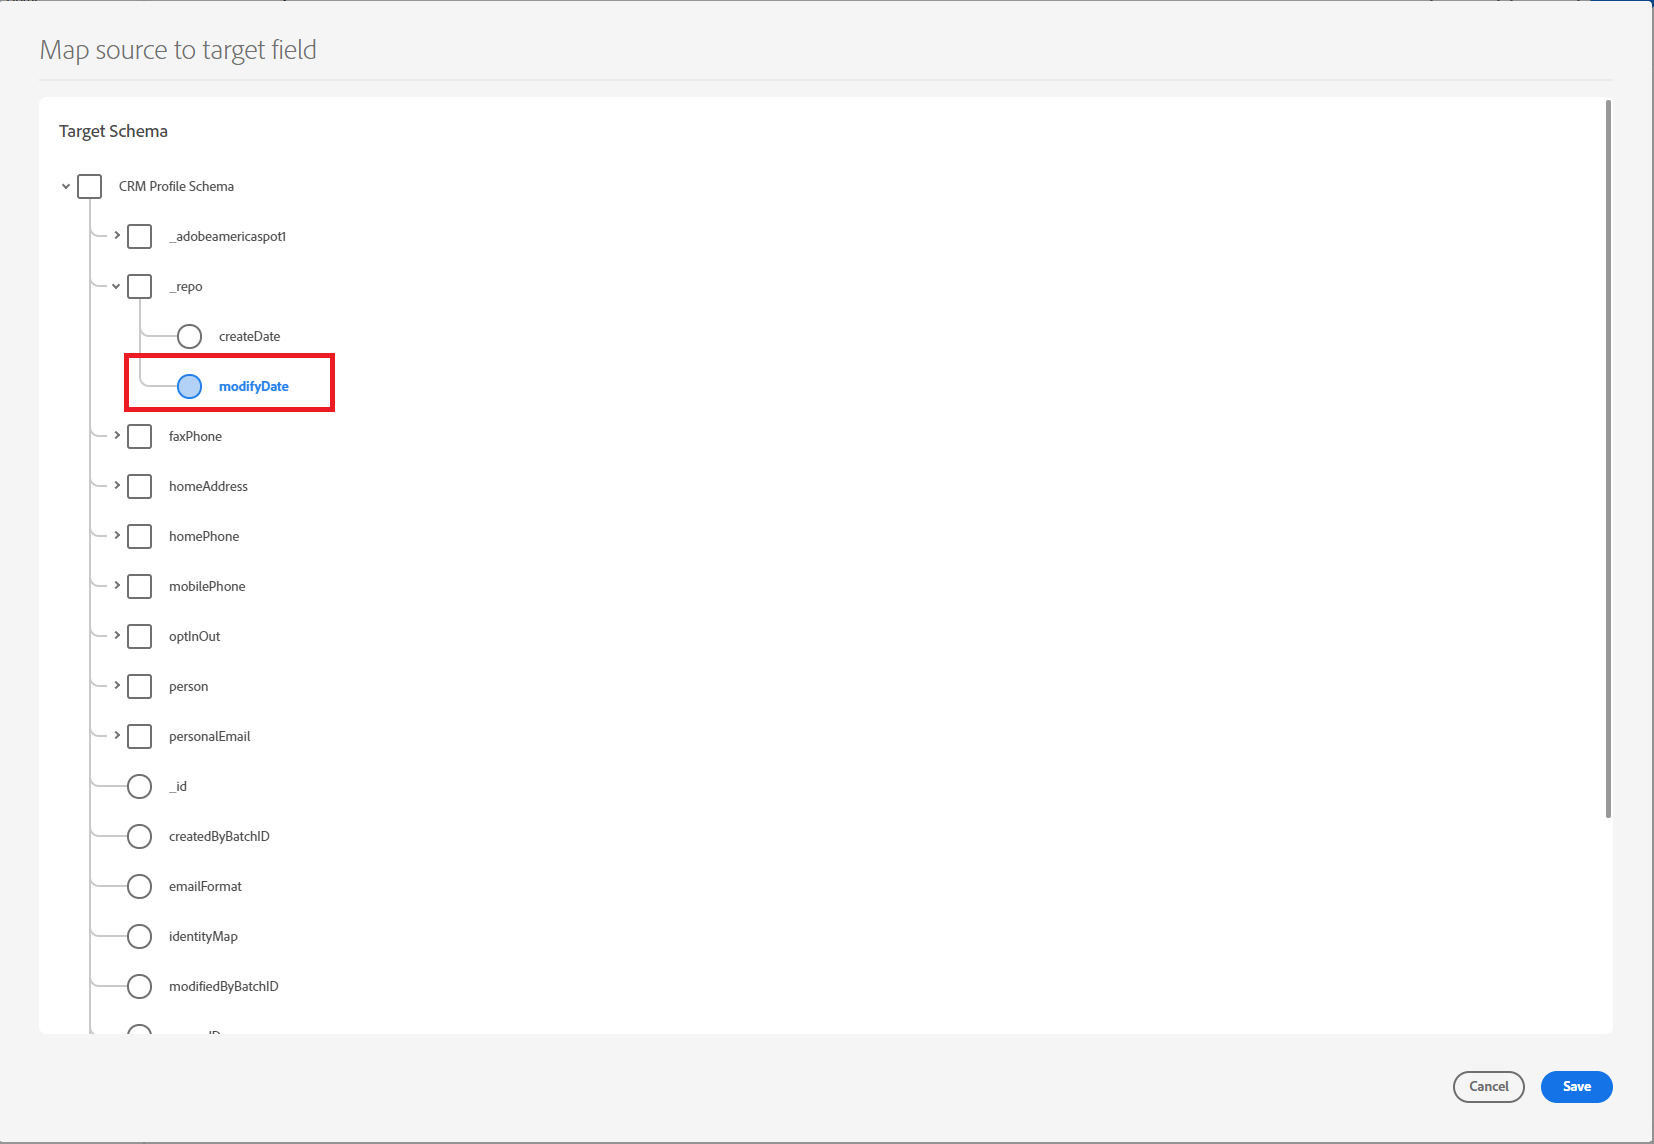 Map source to target field
Target Schema
CRM Profile Schema
_adobeamericaspot1
_repo
createDate
modifyDate
faxPhone
homeAddress
homePhone
mobilePhone
optInOut
person
personalEmail
_id
createdByBatchID
emailFormat
identityMap
modifiedByBatchID
Cancel
Save